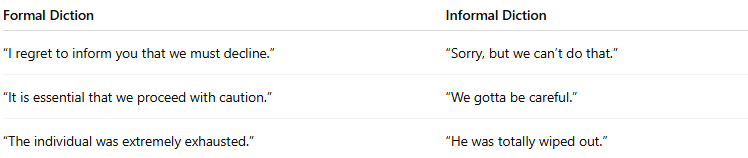 Formal Diction Informal Diction
“I regret to inform you that we must decline.” “Sorry, but we can’t do that.”
“It is essential that we proceed with caution.” “We gotta be careful.”
“The individual was extremely exhausted.” “He was totally wiped out.”